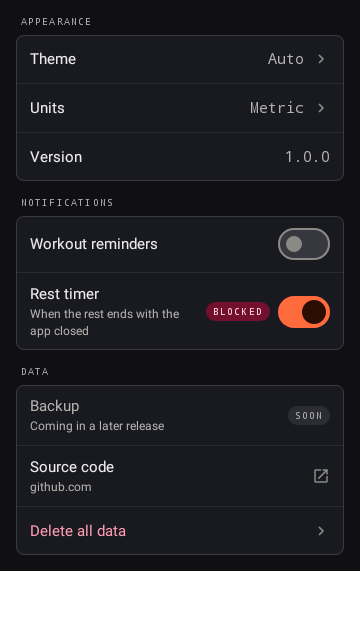 APPEARANCE
Theme Auto
Units Metric
Version 1.0.0
NOTIFICATIONS
Workout reminders
Rest timer
When the rest ends with the
app closed
BLOCKED
DATA
Backup
Coming in a later release
SOON
Source code
github.com
Delete all data